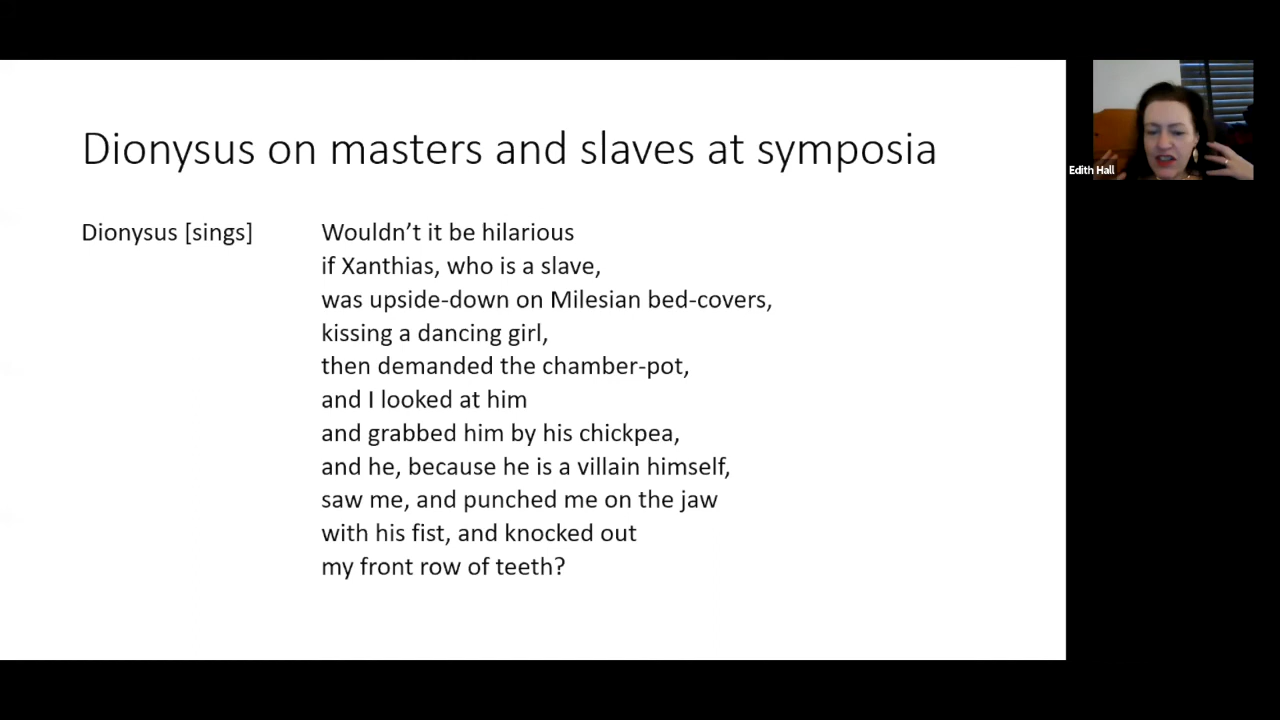 Dionysus on masters and slaves at symposia
Edith Hall
Dionysus [sings] Wouldn’t it be hilarious
if Xanthias, who is a slave,
was upside-down on Milesian bed-covers,
kissing a dancing girl,
then demanded the chamber-pot,
and I looked at him
and grabbed him by his chickpea,
and he, because he is a villain himself,
saw me, and punched me on the jaw
with his fist, and knocked out
my front row of teeth?